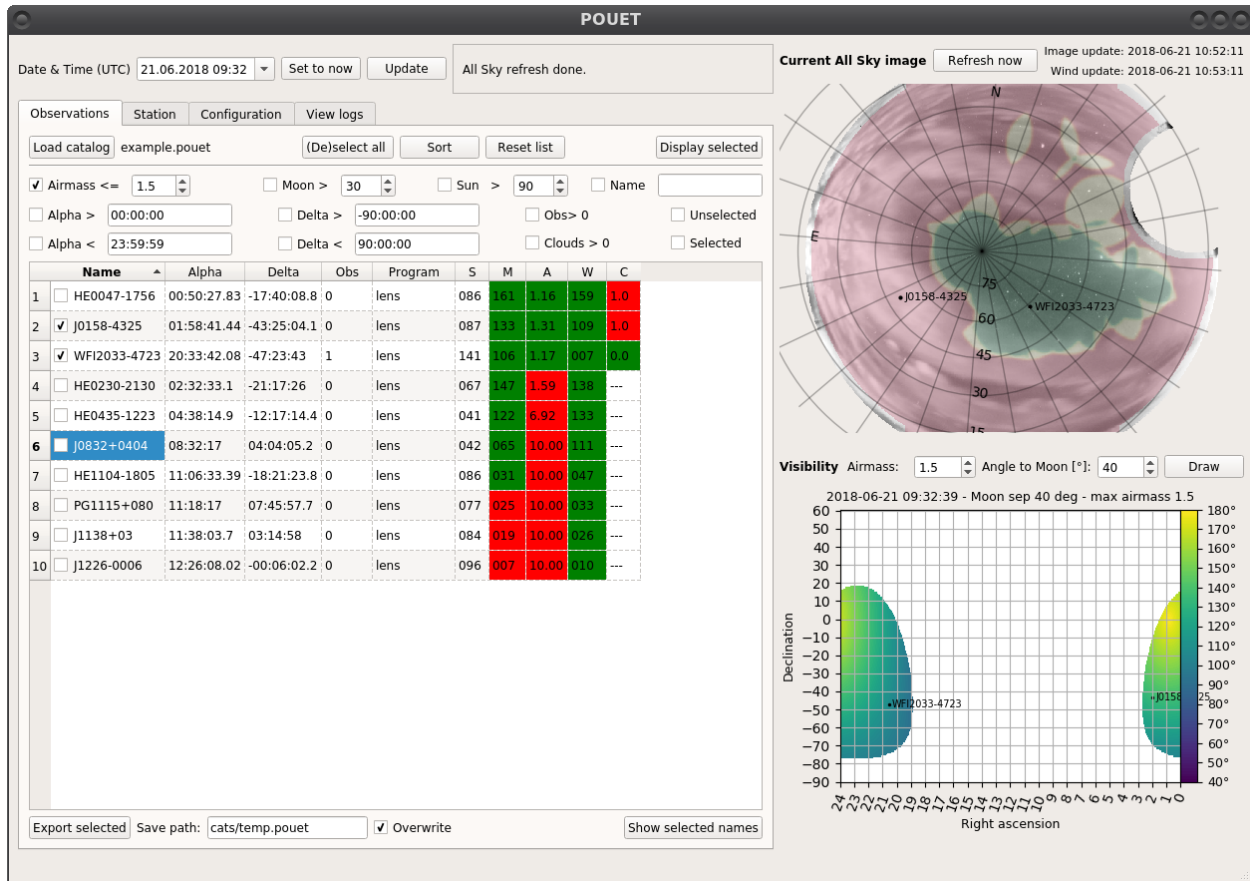 POUET
Date & Time (UTC) 21.06.2018 09:32 Set to now Update All Sky refresh done.
Observations Station Configuration View logs
Load catalog example.pouet (De)select all Sort Reset list Display selected
Airmass <= 1.5 Moon > 30 Sun > 90 Name
Alpha > 00:00:00 Delta > -90:00:00 Obs> 0 Unselected
Alpha < 23:59:59 Delta < 90:00:00 Clouds > 0 Selected
Name Alpha Delta Obs Program S M A W C
1 HE0047-1756 00:50:27.83 -17:40:08.8 0 lens 086 161 1.16 159 1.0
2 J0158-4325 01:58:41.44 -43:25:04.1 0 lens 087 133 1.31 109 1.0
3 WFI2033-4723 20:33:42.08 -47:23:43 1 lens 141 106 1.17 007 0.0
4 HE0230-2130 02:32:33.1 -21:17:26 0 lens 067 147 1.59 138 ---
5 HE0435-1223 04:38:14.9 -12:17:14.4 0 lens 041 122 6.92 133 ---
6 J0832+0404 08:32:17 04:04:05.2 0 lens 042 065 10.00 111 ---
7 HE1104-1805 11:06:33.39 -18:21:23.8 0 lens 086 031 10.00 047 ---
8 PG1115+080 11:18:17 07:45:57.7 0 lens 077 025 10.00 033 ---
9 J1138+03 11:38:03.7 03:14:58 0 lens 084 019 10.00 026 ---
10 J1226-0006 12:26:08.02 -00:06:02.2 0 lens 096 007 10.00 010 ---
Export selected Save path: cats/temp.pouet Overwrite Show selected names
Current All Sky image Refresh now
Image update: 2018-06-21 10:52:11
Wind update: 2018-06-21 10:53:11
N
E
75
J0158-4325 WFI2033-4723
60
45
30
15
Visibility Airmass: 1.5 Angle to Moon [°]: 40 Draw
2018-06-21 09:32:39 - Moon sep 40 deg - max airmass 1.5
Declination
60
50
40
30
20
10
0
−10
−20
−30
−40
−50
−60
−70
−80
−90
WFI2033-4723
J0158-4325
180°
170°
160°
150°
140°
130°
120°
110°
100°
90°
80°
70°
60°
50°
40°
24 23 22 21 20 19 18 17 16 15 14 13 12 11 10 9 8 7 6 5 4 3 2 1 0
Right ascension